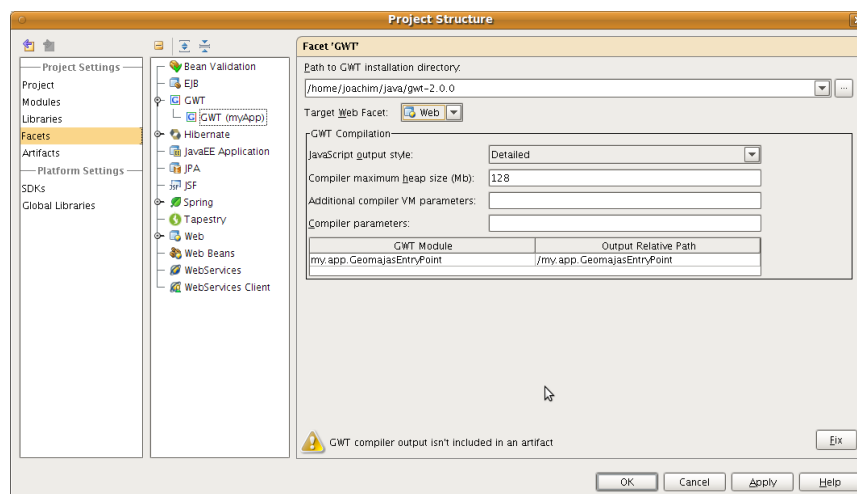 Project Structure
Project Settings
Project
Modules
Libraries
Facets
Artifacts
Platform Settings
SDKs
Global Libraries
Bean Validation
EJB
GWT
GWT (myApp)
Hibernate
JavaEE Application
JPA
JSF
Spring
Tapestry
Web
Web Beans
WebServices
WebServices Client
Facet 'GWT'
Path to GWT installation directory:
/home/joachim/java/gwt-2.0.0
Target Web Facet: Web
GWT Compilation
JavaScript output style: Detailed
Compiler maximum heap size (Mb): 128
Additional compiler VM parameters:
Compiler parameters:
GWT Module Output Relative Path
my.app.GeomajasEntryPoint /my.app.GeomajasEntryPoint
GWT compiler output isn't included in an artifact
Fix
OK Cancel Apply Help